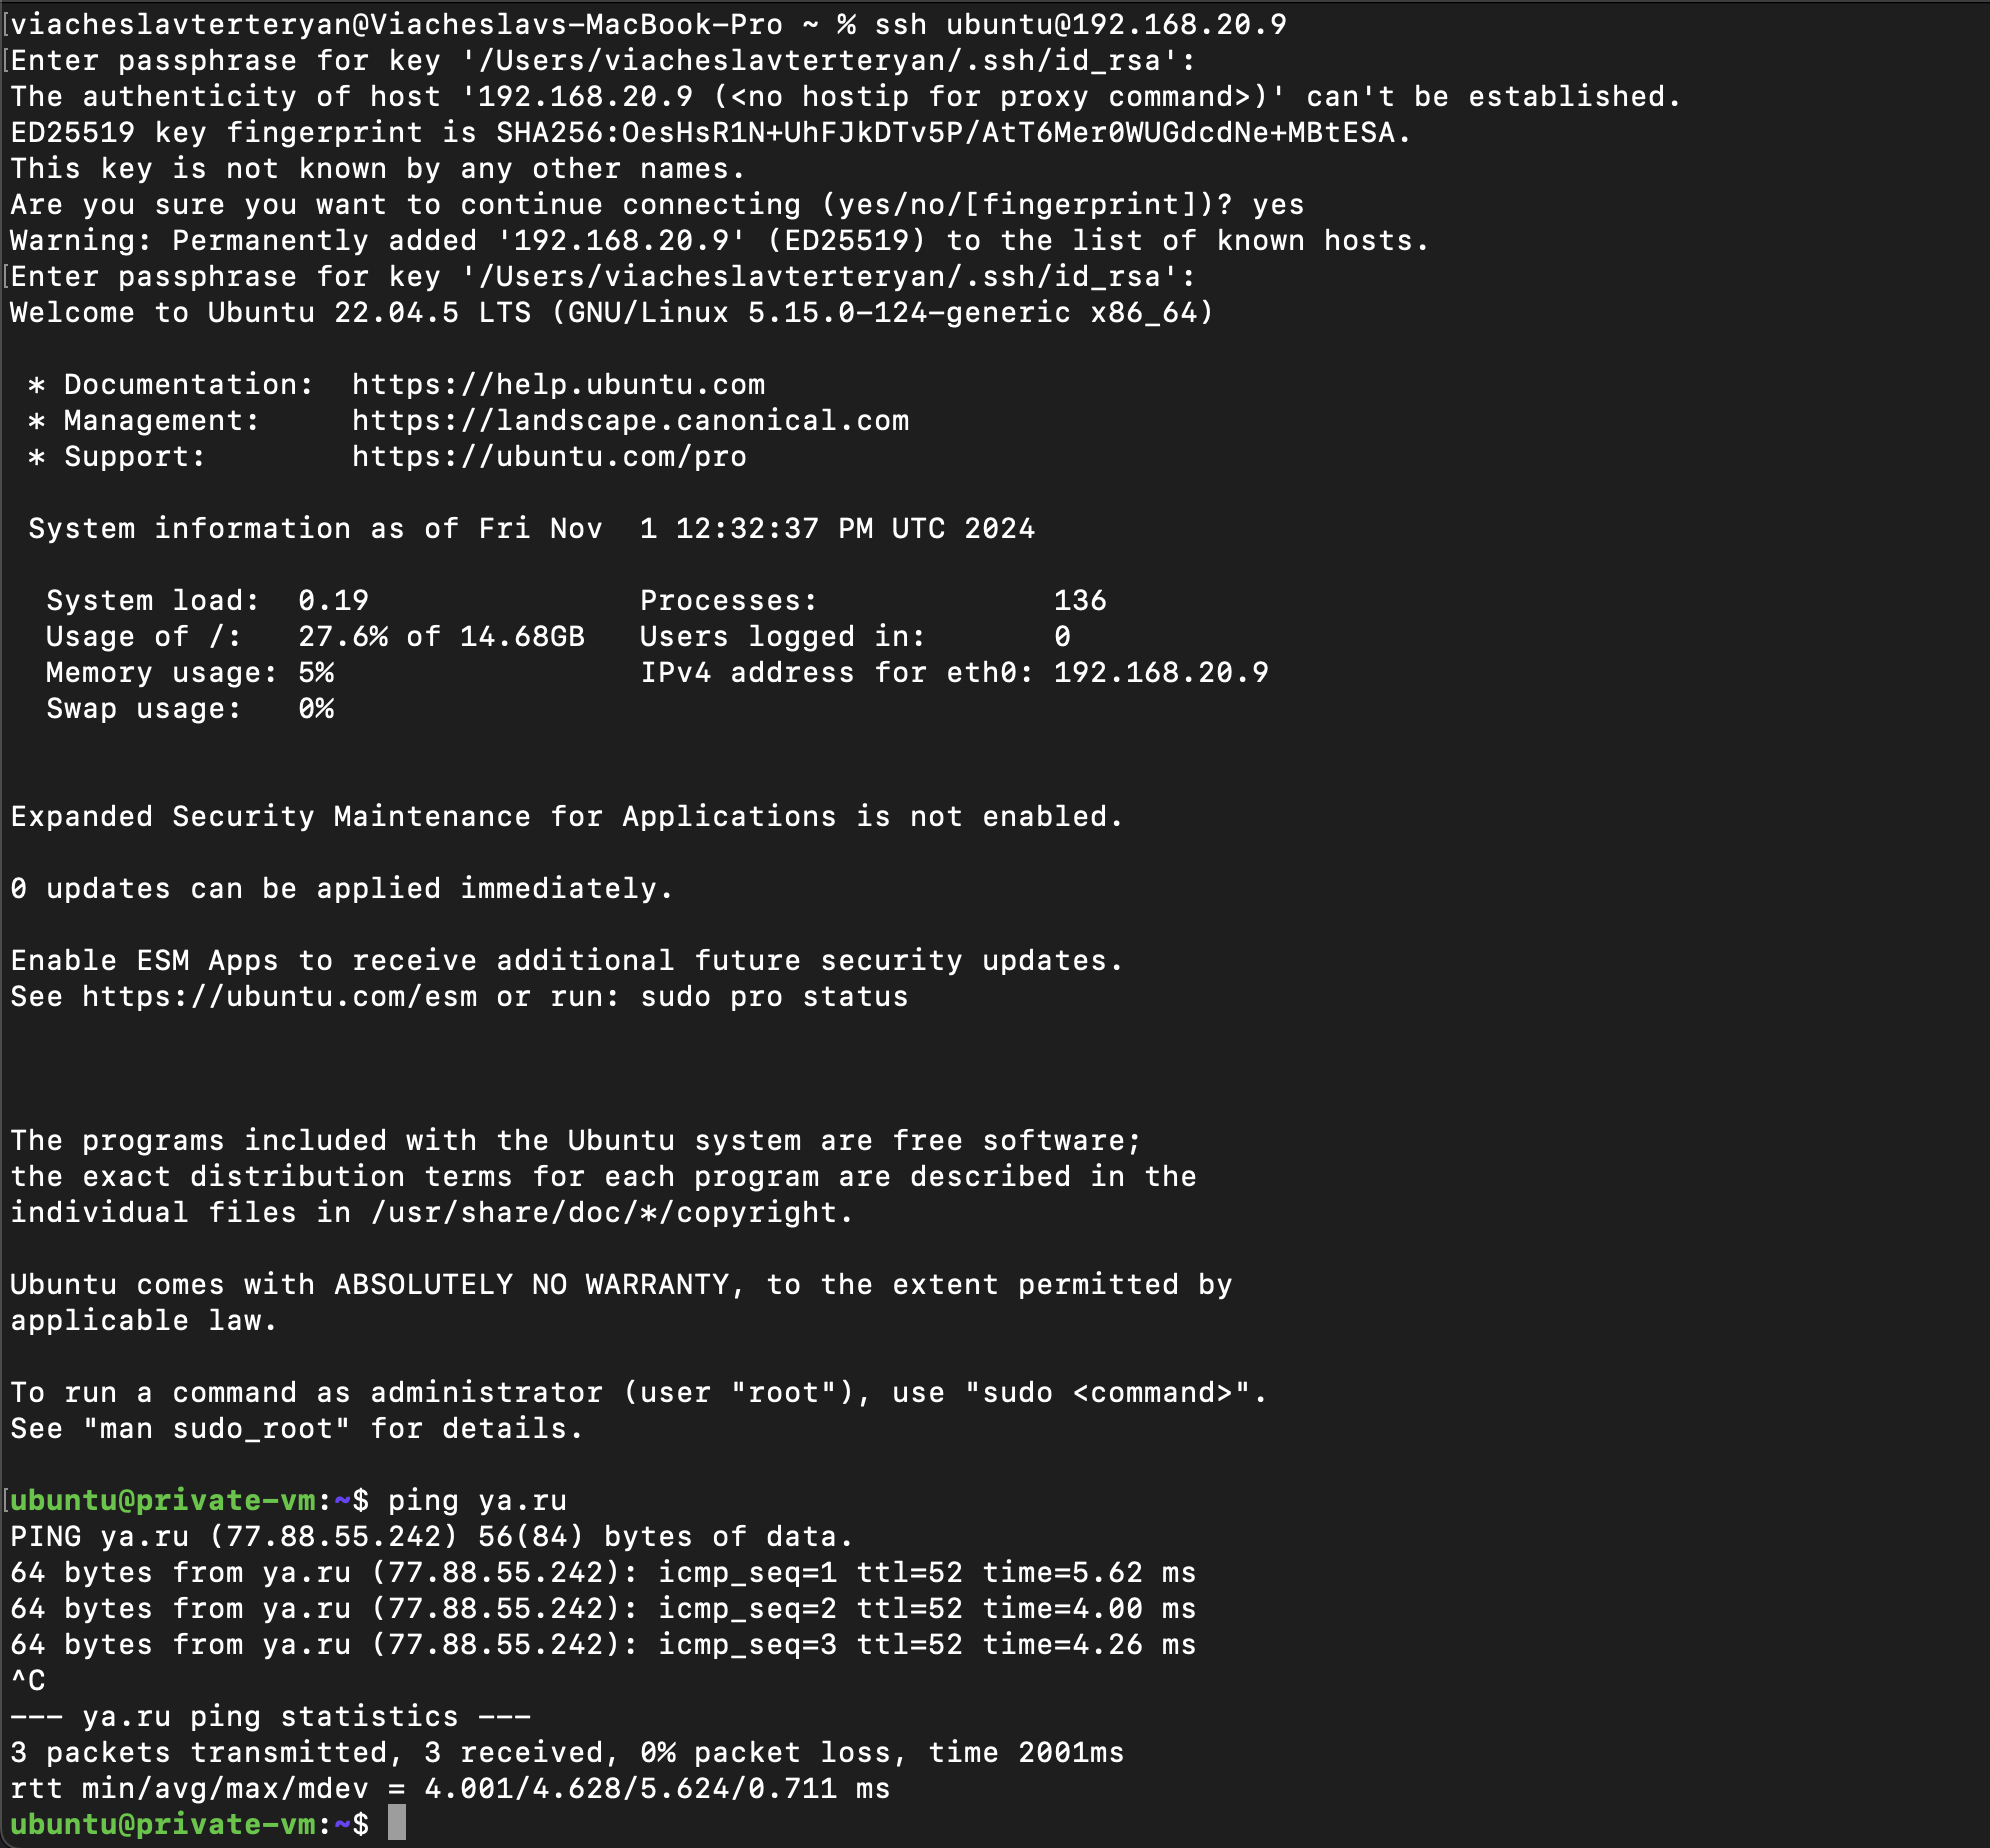 viacheslavterteryan@Viacheslavs-MacBook-Pro ~ % ssh ubuntu@192.168.20.9
Enter passphrase for key '/Users/viacheslavterteryan/.ssh/id_rsa':
The authenticity of host '192.168.20.9 (<no hostip for proxy command>)' can't be established.
ED25519 key fingerprint is SHA256:OesHsR1N+UhFJkDTv5P/AtT6Mer0WUGdcdNe+MBtESA.
This key is not known by any other names.
Are you sure you want to continue connecting (yes/no/[fingerprint])? yes
Warning: Permanently added '192.168.20.9' (ED25519) to the list of known hosts.
Enter passphrase for key '/Users/viacheslavterteryan/.ssh/id_rsa':
Welcome to Ubuntu 22.04.5 LTS (GNU/Linux 5.15.0-124-generic x86_64)

 * Documentation:  https://help.ubuntu.com
 * Management:     https://landscape.canonical.com
 * Support:        https://ubuntu.com/pro

 System information as of Fri Nov  1 12:32:37 PM UTC 2024

  System load:  0.19               Processes:             136
  Usage of /:   27.6% of 14.68GB   Users logged in:       0
  Memory usage: 5%                 IPv4 address for eth0: 192.168.20.9
  Swap usage:   0%

Expanded Security Maintenance for Applications is not enabled.

0 updates can be applied immediately.

Enable ESM Apps to receive additional future security updates.
See https://ubuntu.com/esm or run: sudo pro status

The programs included with the Ubuntu system are free software;
the exact distribution terms for each program are described in the
individual files in /usr/share/doc/*/copyright.

Ubuntu comes with ABSOLUTELY NO WARRANTY, to the extent permitted by
applicable law.

To run a command as administrator (user "root"), use "sudo <command>".
See "man sudo_root" for details.

ubuntu@private-vm:~$ ping ya.ru
PING ya.ru (77.88.55.242) 56(84) bytes of data.
64 bytes from ya.ru (77.88.55.242): icmp_seq=1 ttl=52 time=5.62 ms
64 bytes from ya.ru (77.88.55.242): icmp_seq=2 ttl=52 time=4.00 ms
64 bytes from ya.ru (77.88.55.242): icmp_seq=3 ttl=52 time=4.26 ms
^C
--- ya.ru ping statistics ---
3 packets transmitted, 3 received, 0% packet loss, time 2001ms
rtt min/avg/max/mdev = 4.001/4.628/5.624/0.711 ms
ubuntu@private-vm:~$